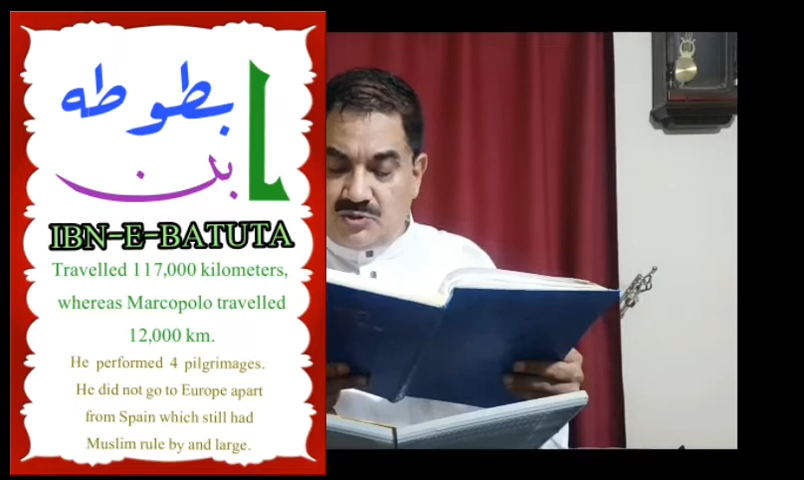 ابن بطوطه
IBN-E-BATUTA
Travelled 117,000 kilometers,
whereas Marcopolo travelled
12,000 km.
He performed 4 pilgrimages.
He did not go to Europe apart
from Spain which still had
Muslim rule by and large.